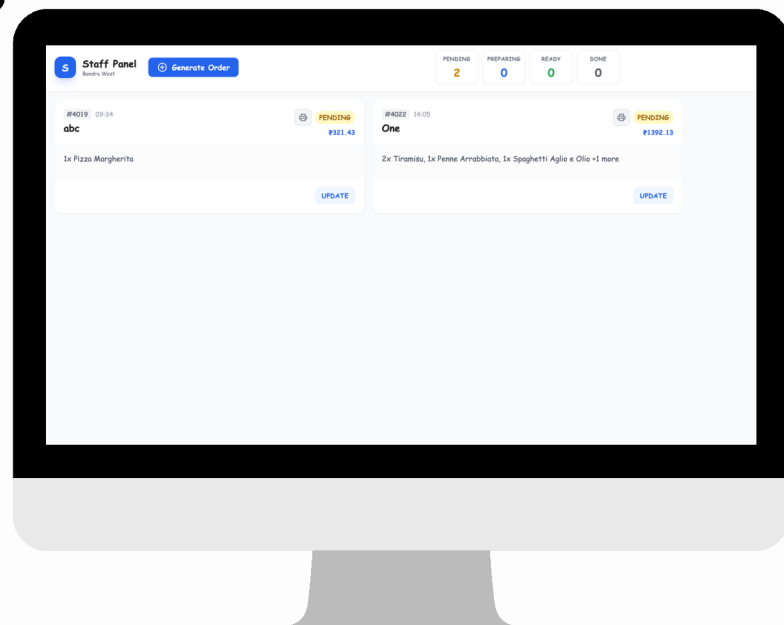 S
Staff Panel
Bandra West
Generate Order
PENDING
2
PREPARING
0
READY
0
DONE
0
#4019 09:34
PENDING
abc
₹321.43
1x Pizza Margherita
UPDATE
#4022 14:05
PENDING
One
₹1392.13
2x Tiramisu, 1x Penne Arrabbiata, 1x Spaghetti Aglio e Olio +1 more
UPDATE